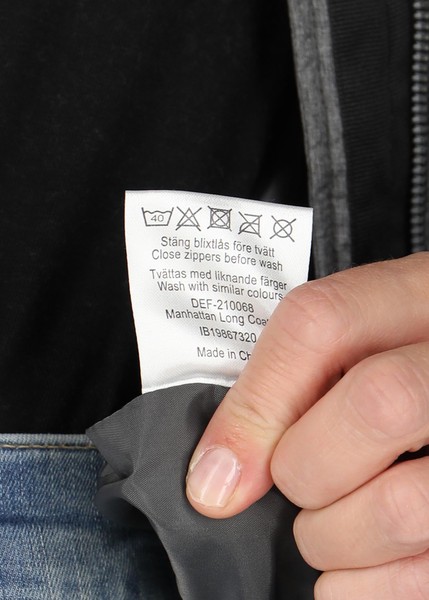 40
Stäng blixtlås före tvätt
Close zippers before wash
Tvättas med liknande färger
Wash with similar colours
DEF-210068
Manhattan Long
IB19867320
Made in